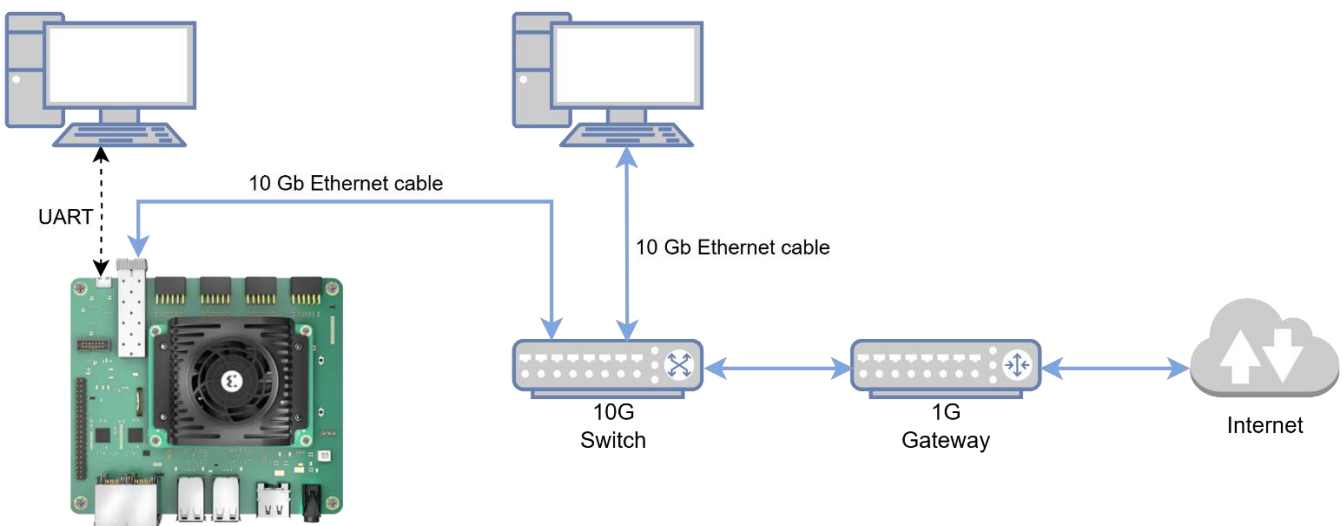 10 Gb Ethernet cable
UART
10 Gb Ethernet cable
10G
Switch
1G
Gateway
Internet